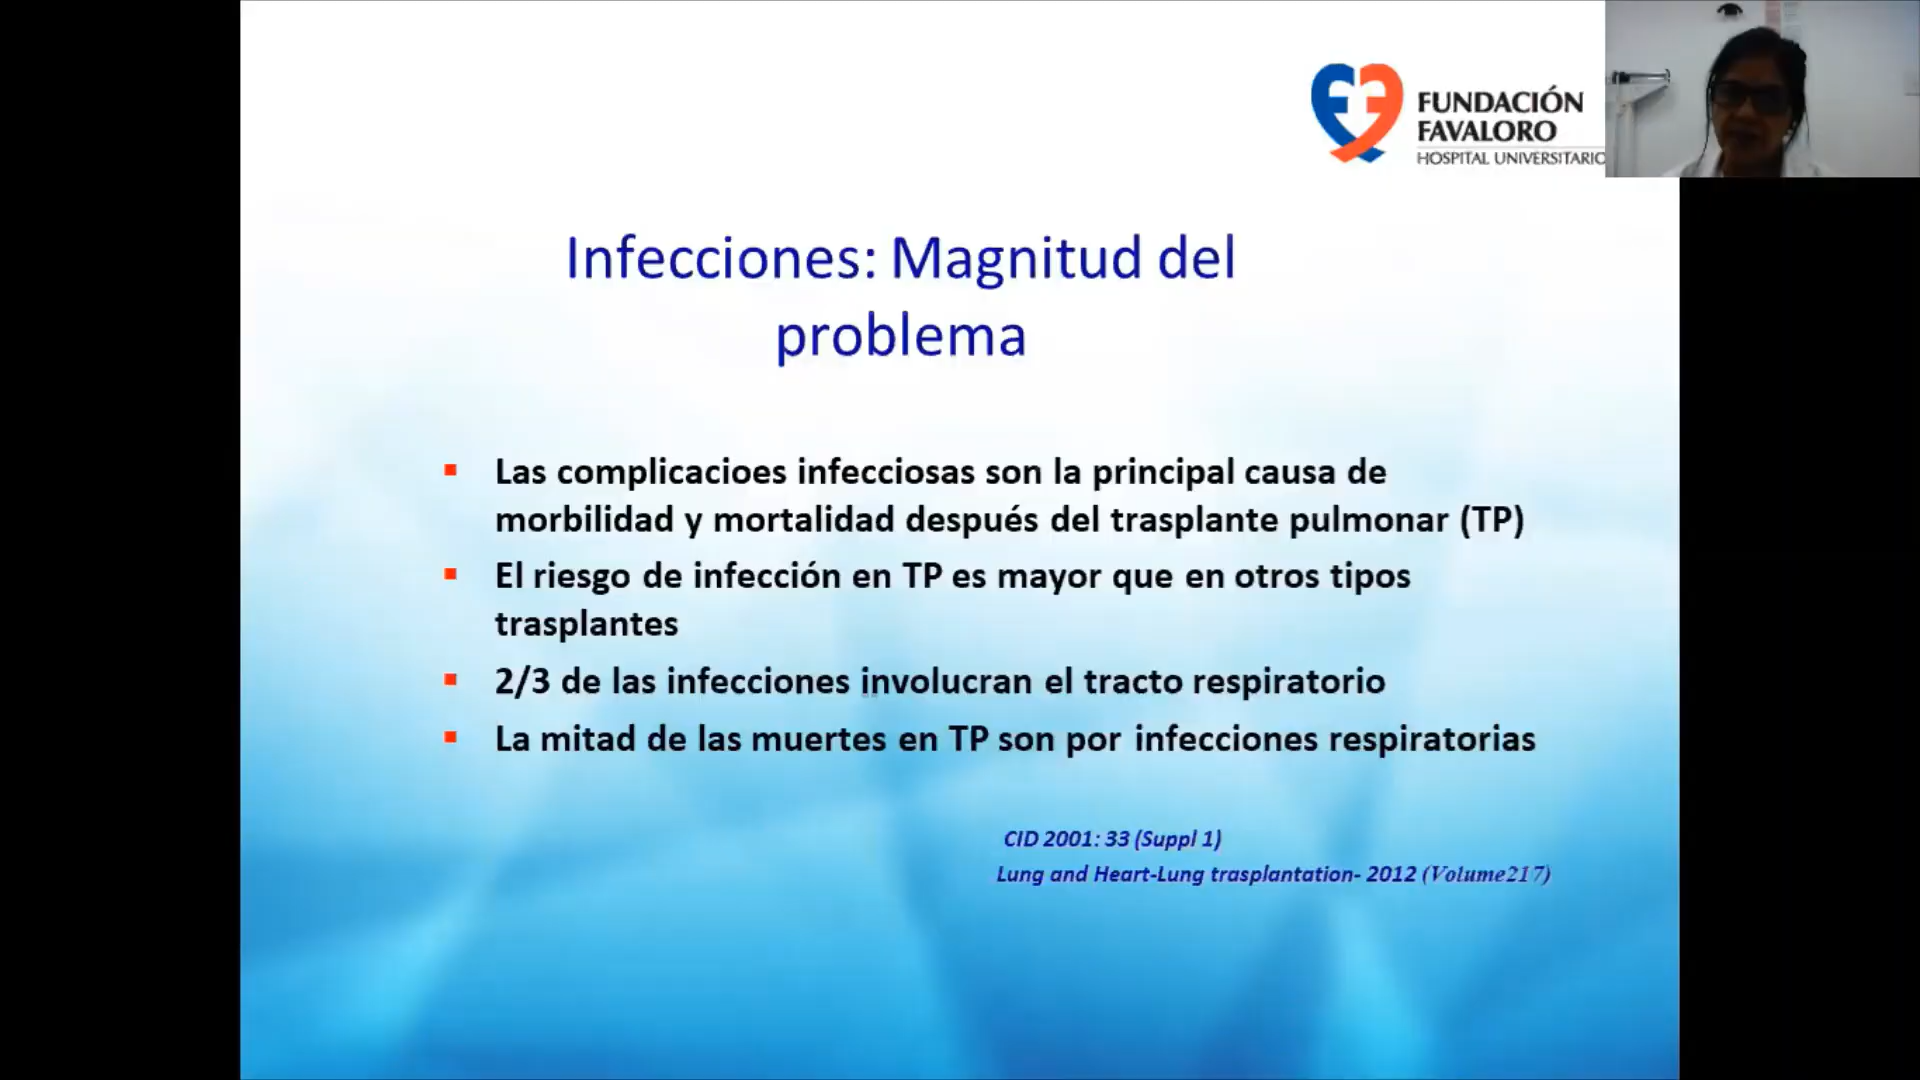 FUNDACIÓN
FAVALORO
HOSPITAL UNIVERSITARIO
Infecciones: Magnitud del
problema
▪ Las complicacioes infecciosas son la principal causa de
morbilidad y mortalidad después del trasplante pulmonar (TP)
▪ El riesgo de infección en TP es mayor que en otros tipos
trasplantes
▪ 2/3 de las infecciones involucran el tracto respiratorio
▪ La mitad de las muertes en TP son por infecciones respiratorias
CID 2001: 33 (Suppl 1)
Lung and Heart-Lung trasplantation- 2012 (Volume217)